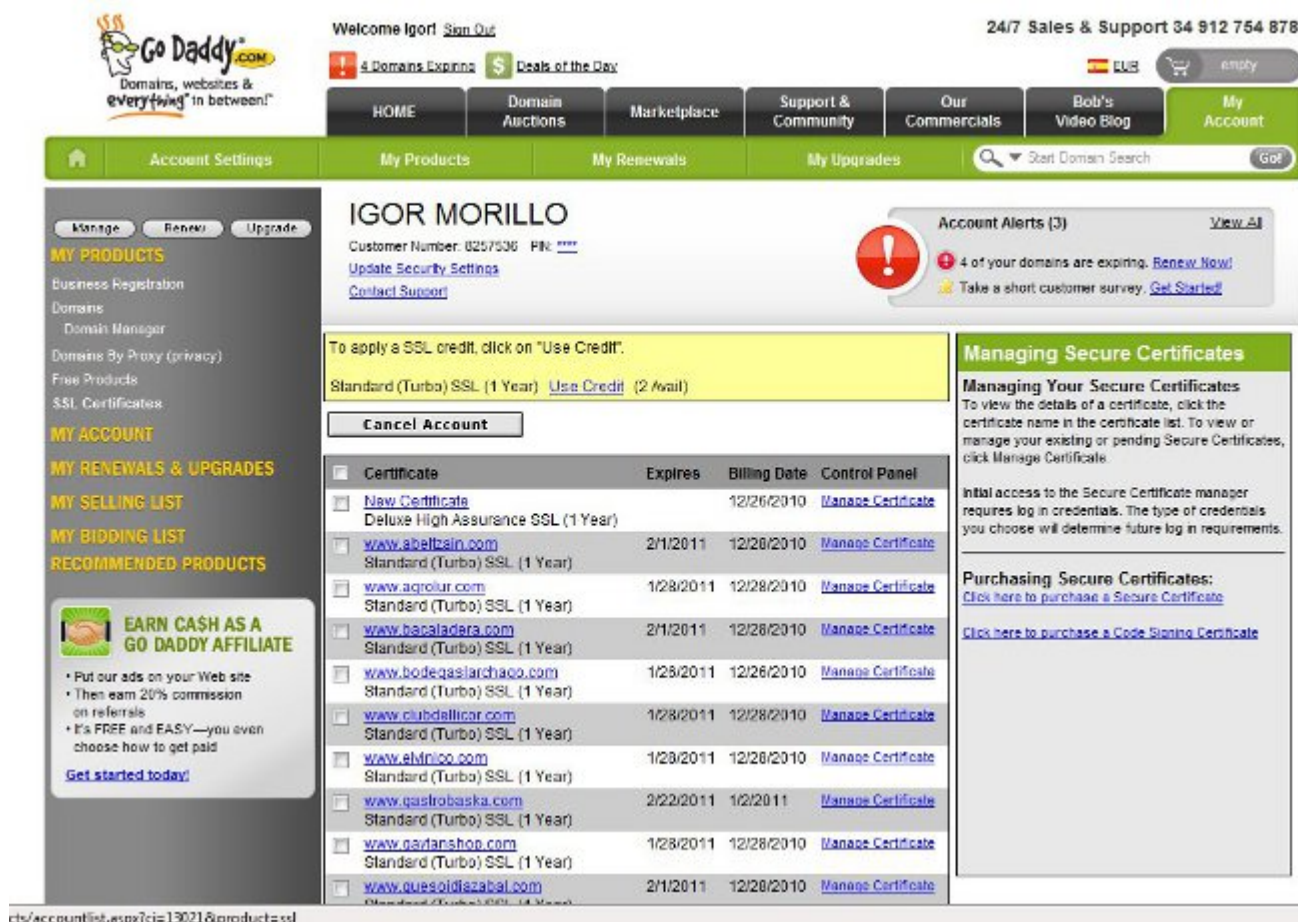 Go Daddy.COM
Domains, websites &
everything" in between!"
Welcome Igor! Sign Out
24/7 Sales & Support 34 912 754 878
4 Domains Expiring
$ Deals of the Day
EUR
empty
HOME
Domain Auctions
Marketplace
Support & Community
Our Commercials
Bob's Video Blog
My Account
Account Settings
My Products
My Renewals
My Upgrades
Start Domain Search
Go!
Manage
Renew
Upgrade
MY PRODUCTS
Business Registration
Domains
Domain Manager
Domains By Proxy (privacy)
Free Products
SSL Certificates
MY ACCOUNT
MY RENEWALS & UPGRADES
MY SELLING LIST
MY BIDDING LIST
RECOMMENDED PRODUCTS
EARN CA$H AS A
GO DADDY AFFILIATE
• Put our ads on your Web site
• Then earn 20% commission
on referrals
• It's FREE and EASY—you even
choose how to get paid
Get started today!
IGOR MORILLO
Customer Number: 8257536 PIN: ****
Update Security Settings
Contact Support
Account Alerts (3)
View All
4 of your domains are expiring. Renew Now!
Take a short customer survey. Get Started!
To apply a SSL credit, click on "Use Credit".
Standard (Turbo) SSL (1 Year) Use Credit (2 Avail)
Cancel Account
Certificate Expires Billing Date Control Panel
New Certificate 12/26/2010 Manage Certificate
Deluxe High Assurance SSL (1 Year)
www.abeltzain.com 2/1/2011 12/28/2010 Manage Certificate
Standard (Turbo) SSL (1 Year)
www.agrolur.com 1/28/2011 12/28/2010 Manage Certificate
Standard (Turbo) SSL (1 Year)
www.bacaladera.com 2/1/2011 12/28/2010 Manage Certificate
Standard (Turbo) SSL (1 Year)
www.bodegaslarchago.com 1/28/2011 12/28/2010 Manage Certificate
Standard (Turbo) SSL (1 Year)
www.clubdellicor.com 1/28/2011 12/28/2010 Manage Certificate
Standard (Turbo) SSL (1 Year)
www.elvinico.com 1/28/2011 12/28/2010 Manage Certificate
Standard (Turbo) SSL (1 Year)
www.gastrobaska.com 2/22/2011 1/2/2011 Manage Certificate
Standard (Turbo) SSL (1 Year)
www.gavtanshop.com 1/28/2011 12/28/2010 Manage Certificate
Standard (Turbo) SSL (1 Year)
www.quesoidiazabal.com 2/1/2011 12/28/2010 Manage Certificate
Standard (Turbo) SSL (1 Year)
Managing Secure Certificates
Managing Your Secure Certificates
To view the details of a certificate, click the
certificate name in the certificate list. To view or
manage your existing or pending Secure Certificates,
click Manage Certificate.
Initial access to the Secure Certificate manager
requires log in credentials. The type of credentials
you choose will determine future log in requirements.
Purchasing Secure Certificates:
Click here to purchase a Secure Certificate
Click here to purchase a Code Signing Certificate
cts/accountlist.aspx?ci=13021&product=ssl